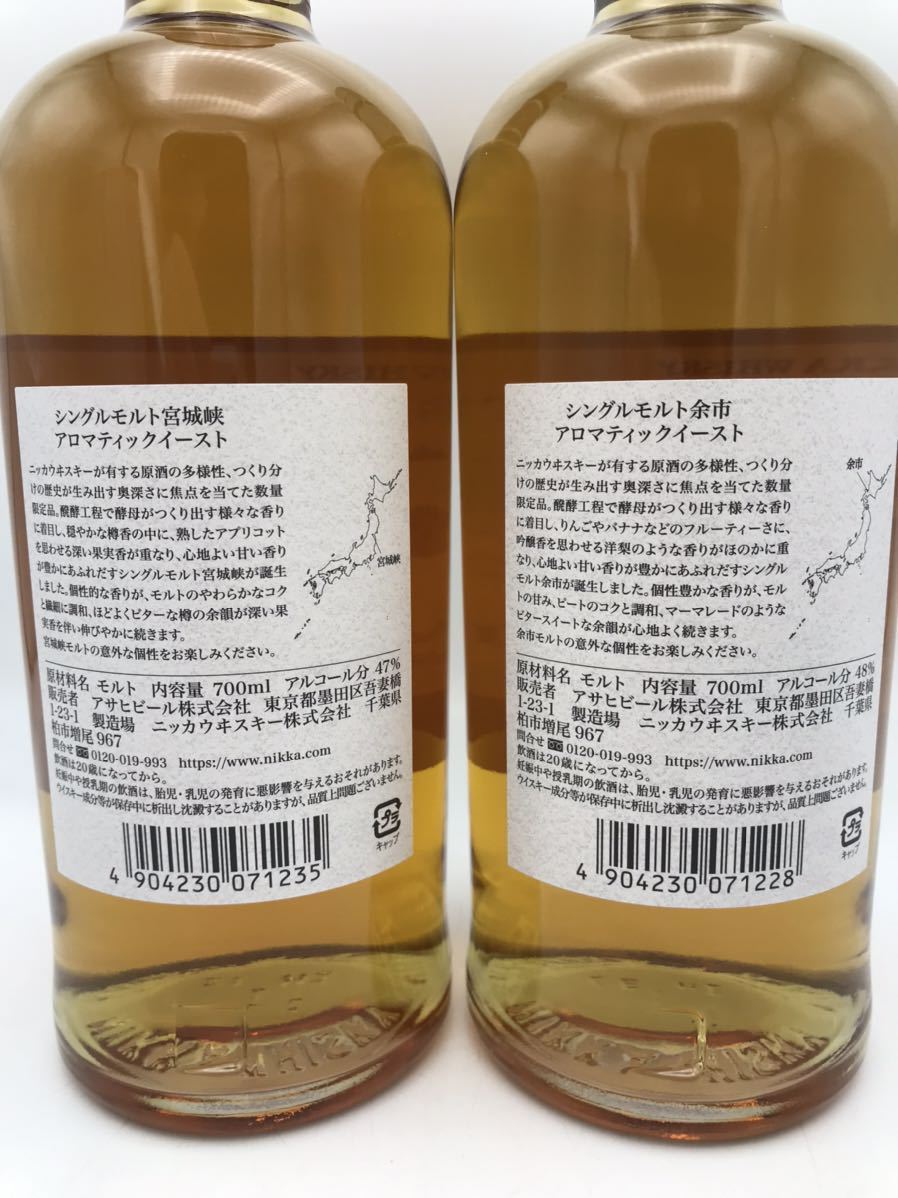 シングルモルト宮城峡
アロマティックイースト
ニッカウヰスキーが有する原酒の多様性、つくり分
けの歴史が生み出す奥深さに焦点を当てた数量
限定品。醗酵工程で酵母がつくり出す様々な香り
に着目し、穏やかな樽香の中に、熟したアプリコット
を思わせる深い果実香が重なり、心地よい甘い香り
が豊かにあふれだすシングルモルト宮城峡が誕生
しました。個性的な香りが、モルトのやわらかなコク
と繊細に調和、ほどよくビターな樽の余韻が深い果
実香を伴い伸びやかに続きます。
宮城峡モルトの意外な個性をお楽しみください。
宮城峡
原材料名 モルト 内容量 700ml アルコール分 47%
販売者 アサヒビール株式会社 東京都墨田区吾妻橋
1-23-1 製造場 ニッカウヰスキー株式会社 千葉県
柏市増尾967
問合せ 0120-019-993 https://www.nikka.com
飲酒は20歳になってから。
妊娠中や授乳期の飲酒は、胎児・乳児の発育に悪影響を与えるおそれがあります。
ウイスキー成分等が保存中に析出し沈澱することがありますが、品質上問題ございません。
プラ
キャップ
4 904230 071235
シングルモルト余市
アロマティックイースト
ニッカウヰスキーが有する原酒の多様性、つくり分
けの歴史が生み出す奥深さに焦点を当てた数量
限定品。醗酵工程で酵母がつくり出す様々な香り
に着目し、りんごやバナナなどのフルーティーさに、
吟醸香を思わせる洋梨のような香りがほのかに重
なり、心地よい甘い香りが豊かにあふれだすシングル
モルト余市が誕生しました。個性豊かな香りが、モル
トの甘み、ピートのコクと調和、マーマレードのような
ビタースイートな余韻が心地よく続きます。
余市モルトの意外な個性をお楽しみください。
余市
原材料名 モルト 内容量 700ml アルコール分 48%
販売者 アサヒビール株式会社 東京都墨田区吾妻橋
1-23-1 製造場 ニッカウヰスキー株式会社 千葉県
柏市増尾967
問合せ 0120-019-993 https://www.nikka.com
飲酒は20歳になってから。
妊娠中や授乳期の飲酒は、胎児・乳児の発育に悪影響を与えるおそれがあります。
ウイスキー成分等が保存中に析出し沈澱することがありますが、品質上問題ございません。
プラ
キャップ
4 904230 071228